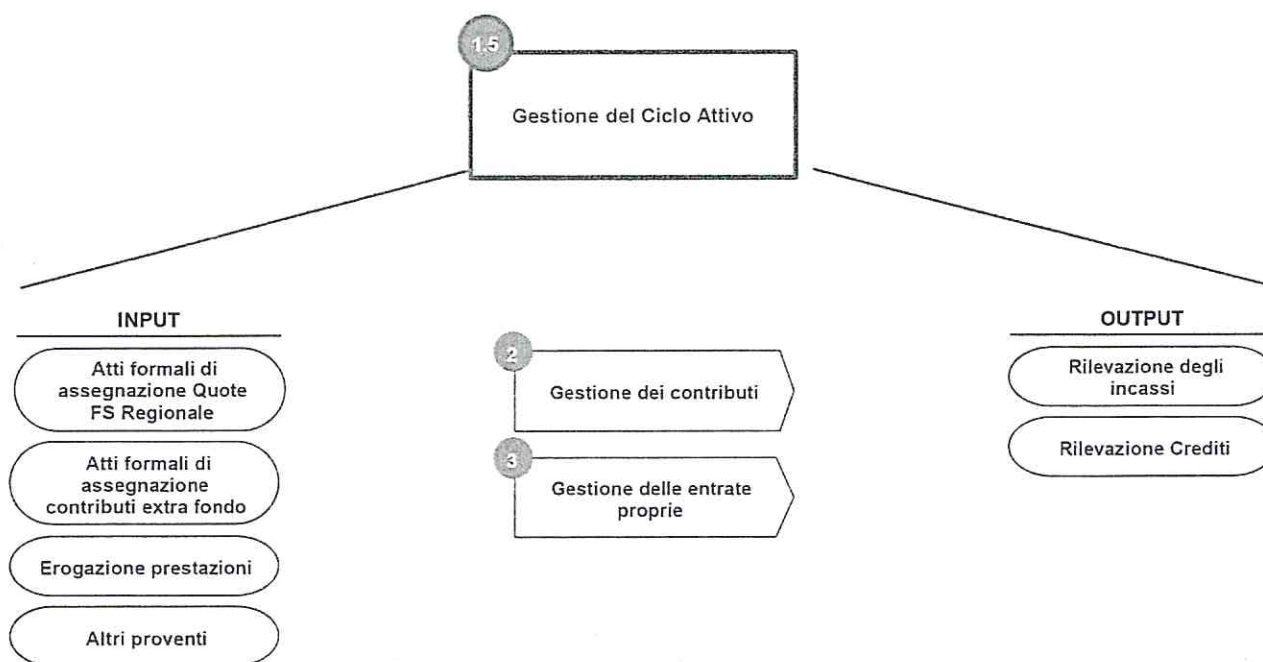 1.5
Gestione del Ciclo Attivo
INPUT
Atti formali di
assegnazione Quote
FS Regionale
Atti formali di
assegnazione
contributi extra fondo
Erogazione prestazioni
Altri proventi
2
Gestione dei contributi
3
Gestione delle entrate
proprie
OUTPUT
Rilevazione degli
incassi
Rilevazione Crediti